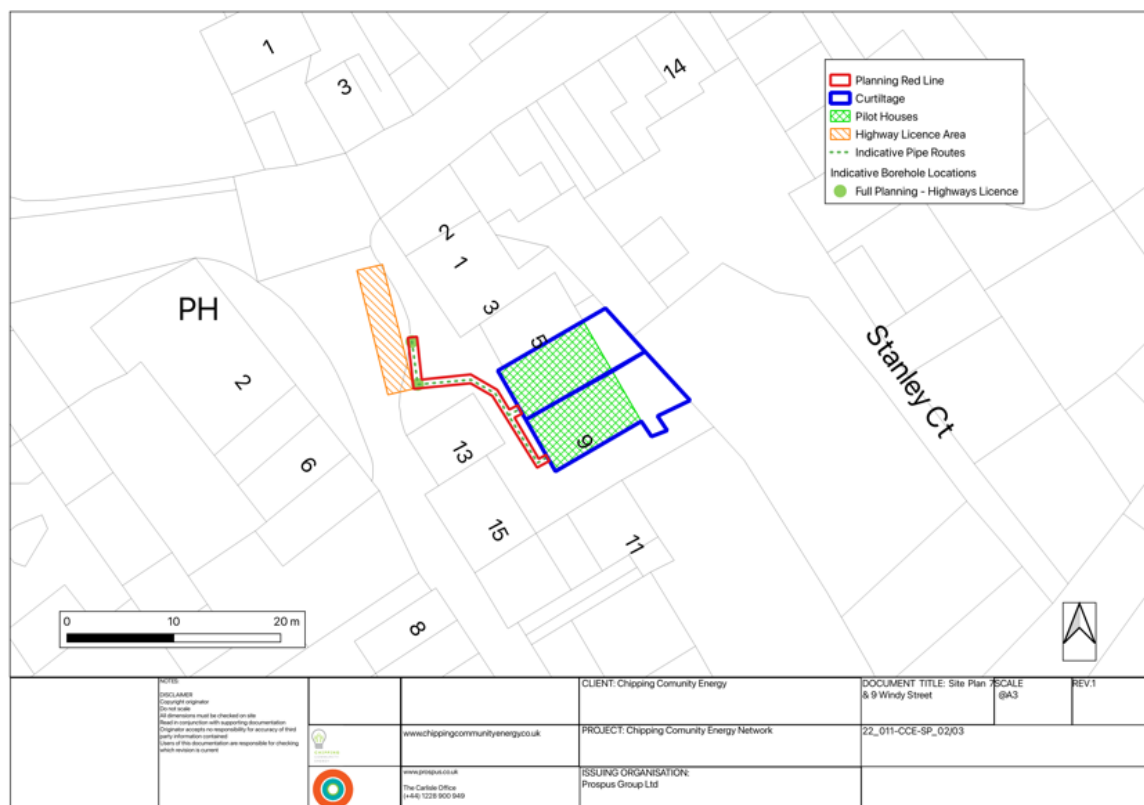 1
3
14
Planning Red Line
Curtiltage
Pilot Houses
Highway Licence Area
Indicative Pipe Routes
Indicative Borehole Locations
Full Planning - Highways Licence
2
1
3
5
PH
2
6
13
9
15
11
8
Stanley Ct
0 10 20 m
NOTES:
DISCLAIMER
Copyright originator
Do not scale
All dimensions must be checked on site
Read in conjunction with supporting documentation
Originator accepts no responsibility for accuracy of third
party information contained
Users of this documentation are responsible for checking
which revision is current
www.chippingcommunityenergy.co.uk
www.prospus.co.uk
The Carlisle Office
(+44) 1228 900 949
CLIENT: Chipping Comunity Energy
PROJECT: Chipping Comunity Energy Network
ISSUING ORGANISATION:
Prospus Group Ltd
DOCUMENT TITLE: Site Plan 7
& 9 Windy Street
SCALE
@A3
REV.1
22_011-CCE-SP_02/03